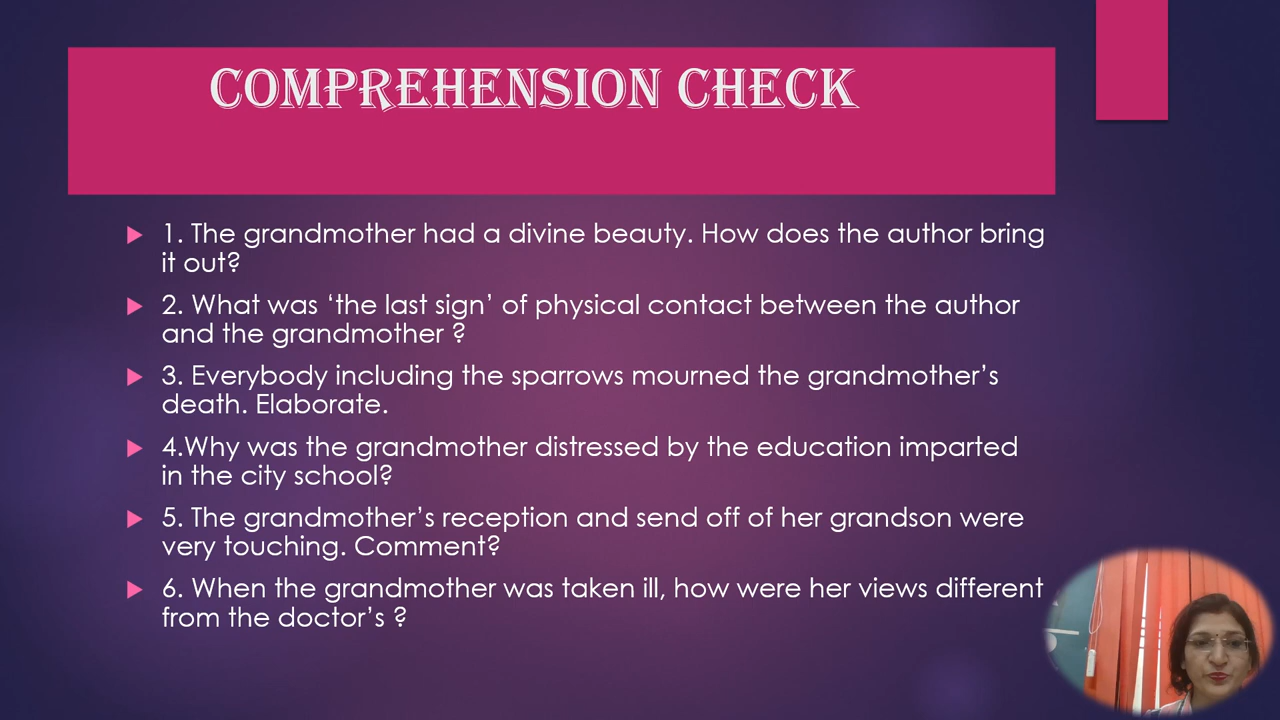 COMPREHENSION CHECK
1. The grandmother had a divine beauty. How does the author bring
it out?
2. What was ‘the last sign’ of physical contact between the author
and the grandmother ?
3. Everybody including the sparrows mourned the grandmother’s
death. Elaborate.
4.Why was the grandmother distressed by the education imparted
in the city school?
5. The grandmother’s reception and send off of her grandson were
very touching. Comment?
6. When the grandmother was taken ill, how were her views different
from the doctor’s ?